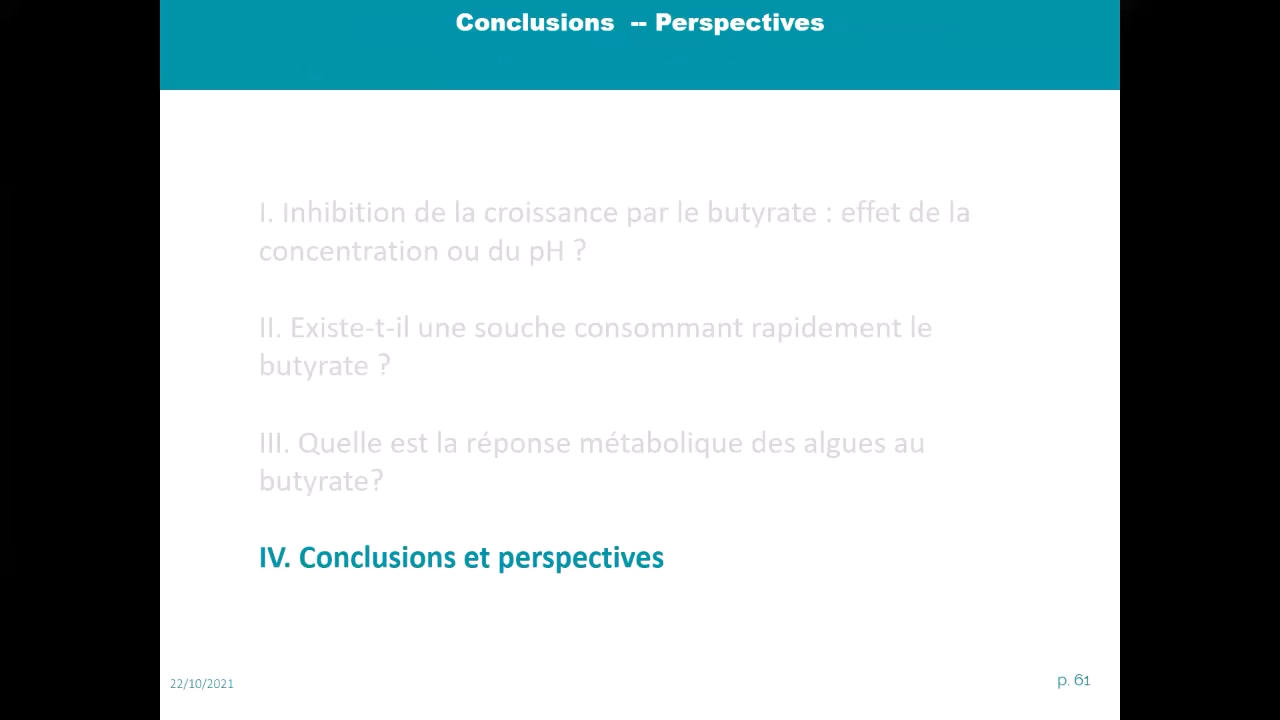 Conclusions -- Perspectives
I. Inhibition de la croissance par le butyrate : effet de la
concentration ou du pH ?
II. Existe-t-il une souche consommant rapidement le
butyrate ?
III. Quelle est la réponse métabolique des algues au
butyrate?
IV. Conclusions et perspectives
22/10/2021
p. 61